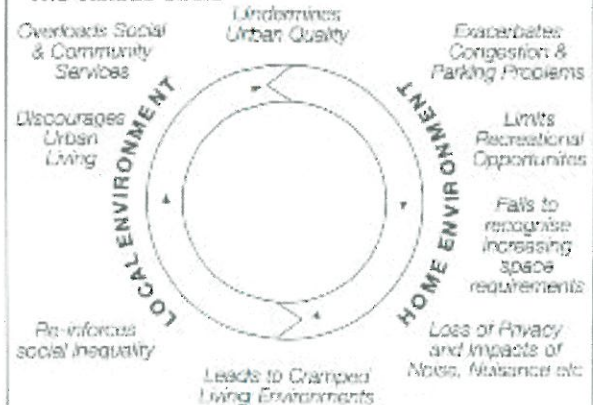 Undermines
Urban Quality
Overloads Social
& Community
Services
Exacerbates
Congestion &
Parking Problems
Discourages
Urban
Living
LOCAL ENVIRONMENT
HOME ENVIRONMENT
Limits
Recreational
Opportunites
Fails to
recognise
increasing
space
requirements
Re-inforces
social inequality
Loss of Privacy
and Impacts of
Noise, Nuisance etc
Leads to Cramped
Living Environments